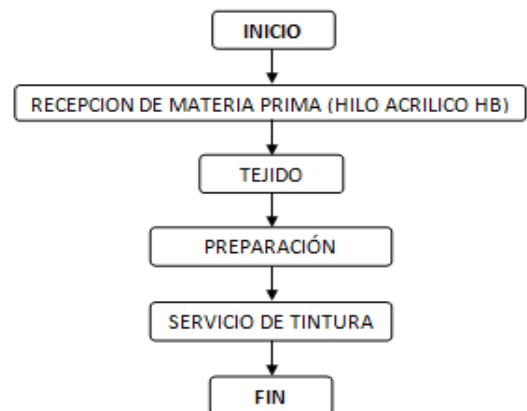 INICIO
RECEPCION DE MATERIA PRIMA (HILO ACRILICO HB)
TEJIDO
PREPARACIÓN
SERVICIO DE TINTURA
FIN